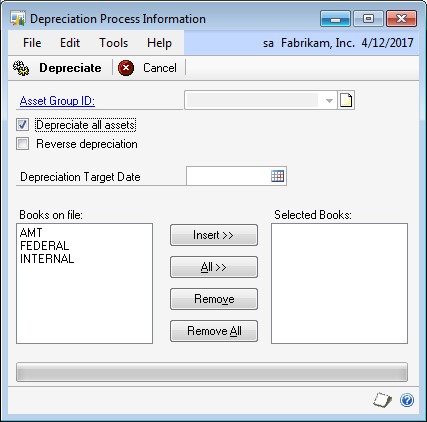 Depreciation Process Information
File Edit Tools Help sa Fabrikam, Inc. 4/12/2017
Depreciate Cancel
Asset Group ID:
Depreciate all assets
Reverse depreciation
Depreciation Target Date
Books on file: Selected Books:
AMT
FEDERAL
INTERNAL
Insert >>
All >>
Remove
Remove All